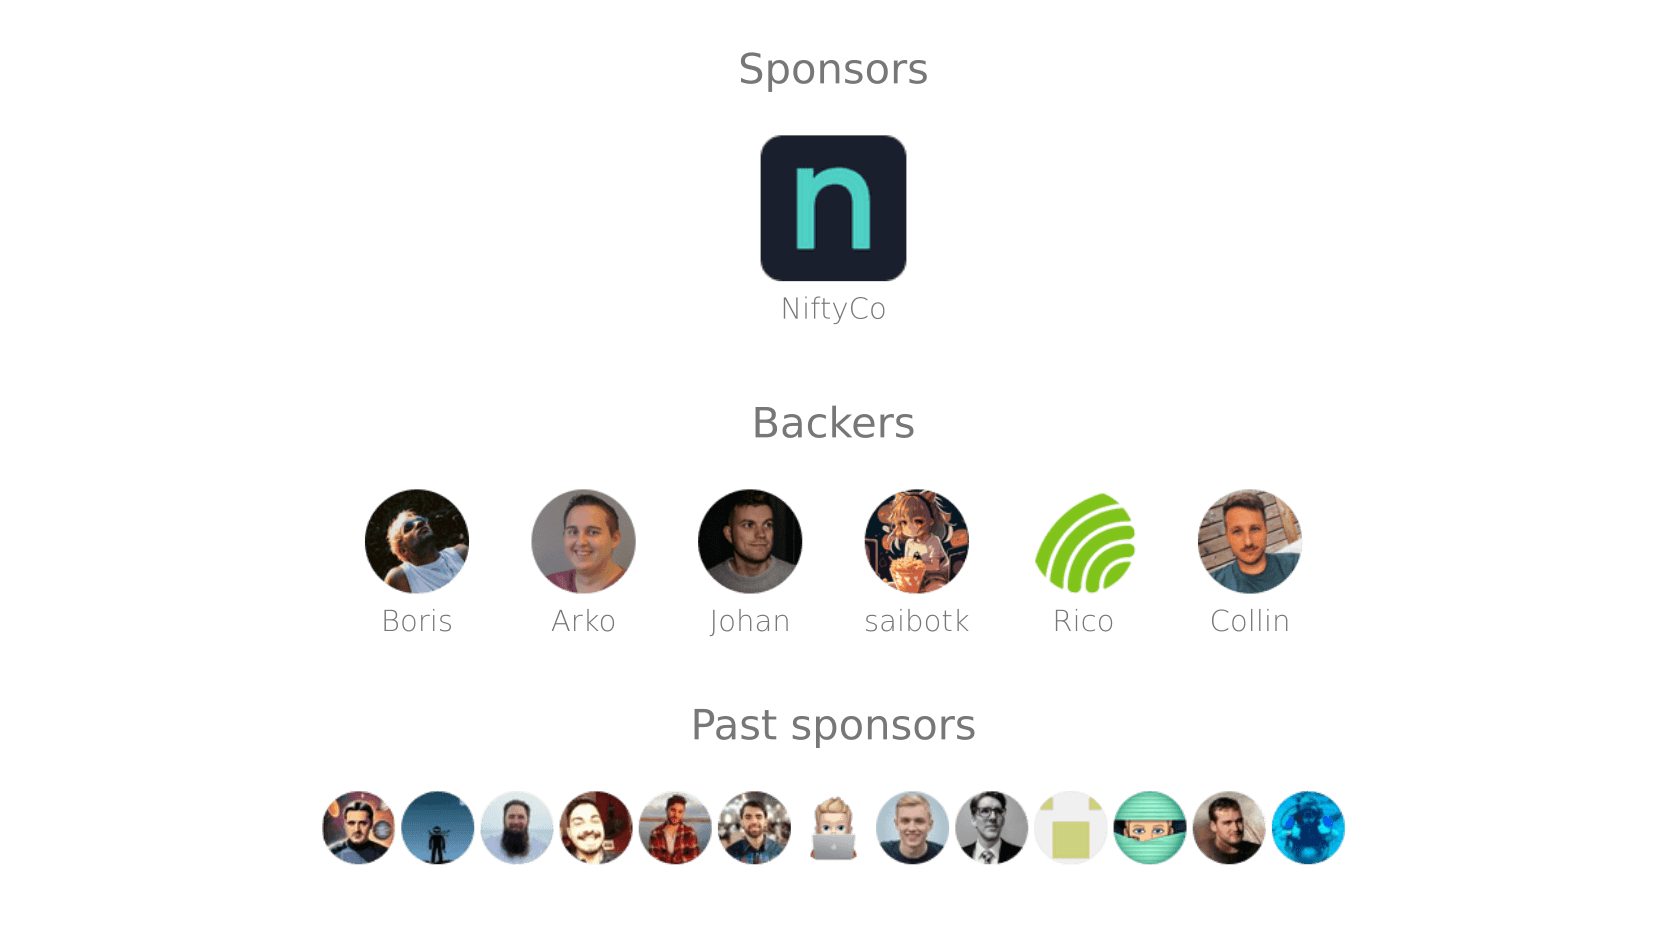 Sponsors
n
NiftyCo
Backers
Boris
Arko
Johan
saibotk
Rico
Collin
Past sponsors